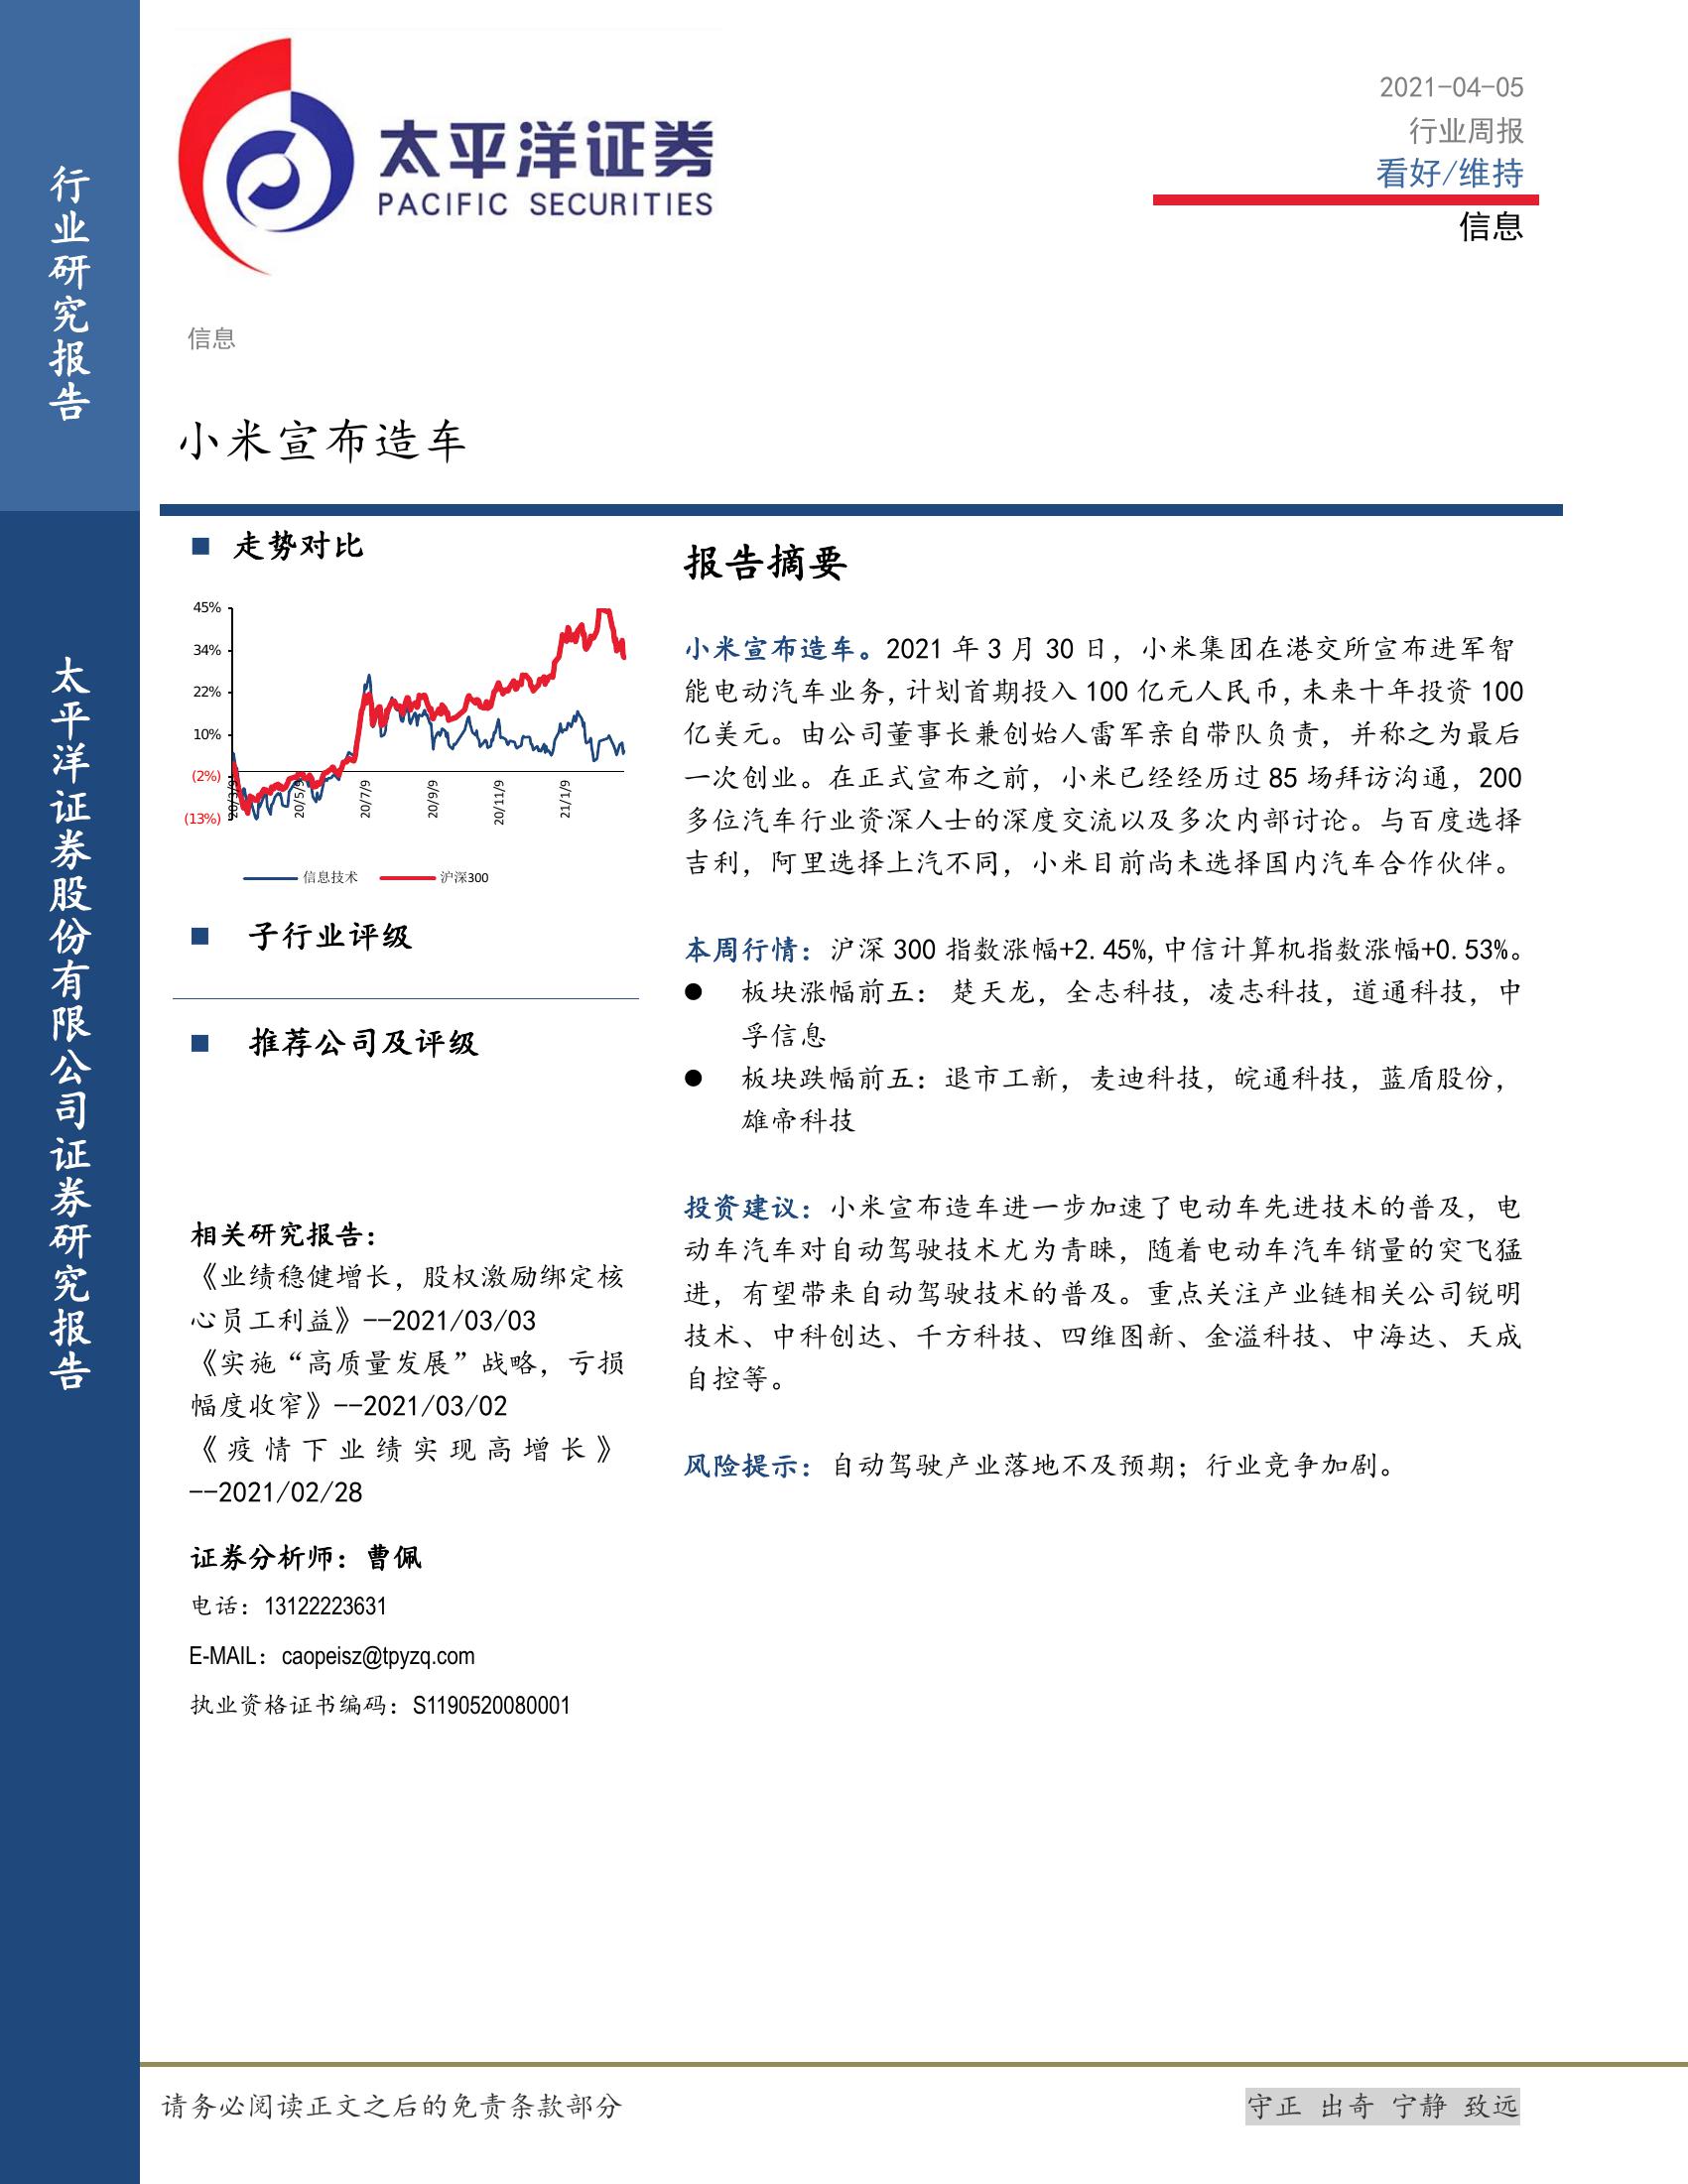 行业研究报告
太平洋证券股份有限公司证券研究报告
太平洋证券
PACIFIC SECURITIES
2021-04-05
行业周报
看好/维持
信息
信息
小米宣布造车
走势对比
45%
34%
22%
10%
(2%)
(13%)
20/3/9
20/5/9
20/7/9
20/9/9
20/11/9
21/1/9
信息技术 沪深300
子行业评级
推荐公司及评级
相关研究报告：
《业绩稳健增长，股权激励绑定核
心员工利益》--2021/03/03
《实施“高质量发展”战略，亏损
幅度收窄》--2021/03/02
《疫情下业绩实现高增长》
--2021/02/28
证券分析师：曹佩
电话：13122223631
E-MAIL：caopeisz@tpyzq.com
执业资格证书编码：S1190520080001
报告摘要
小米宣布造车。2021 年 3 月 30 日，小米集团在港交所宣布进军智
能电动汽车业务,计划首期投入 100 亿元人民币,未来十年投资 100
亿美元。由公司董事长兼创始人雷军亲自带队负责，并称之为最后
一次创业。在正式宣布之前，小米已经经历过 85 场拜访沟通，200
多位汽车行业资深人士的深度交流以及多次内部讨论。与百度选择
吉利，阿里选择上汽不同，小米目前尚未选择国内汽车合作伙伴。
本周行情：沪深 300 指数涨幅+2.45%,中信计算机指数涨幅+0.53%。
● 板块涨幅前五： 楚天龙，全志科技，凌志科技，道通科技，中
孚信息
● 板块跌幅前五：退市工新，麦迪科技，皖通科技，蓝盾股份，
雄帝科技
投资建议：小米宣布造车进一步加速了电动车先进技术的普及，电
动车汽车对自动驾驶技术尤为青睐，随着电动车汽车销量的突飞猛
进，有望带来自动驾驶技术的普及。重点关注产业链相关公司锐明
技术、中科创达、千方科技、四维图新、金溢科技、中海达、天成
自控等。
风险提示：自动驾驶产业落地不及预期；行业竞争加剧。
请务必阅读正文之后的免责条款部分
守正 出奇 宁静 致远